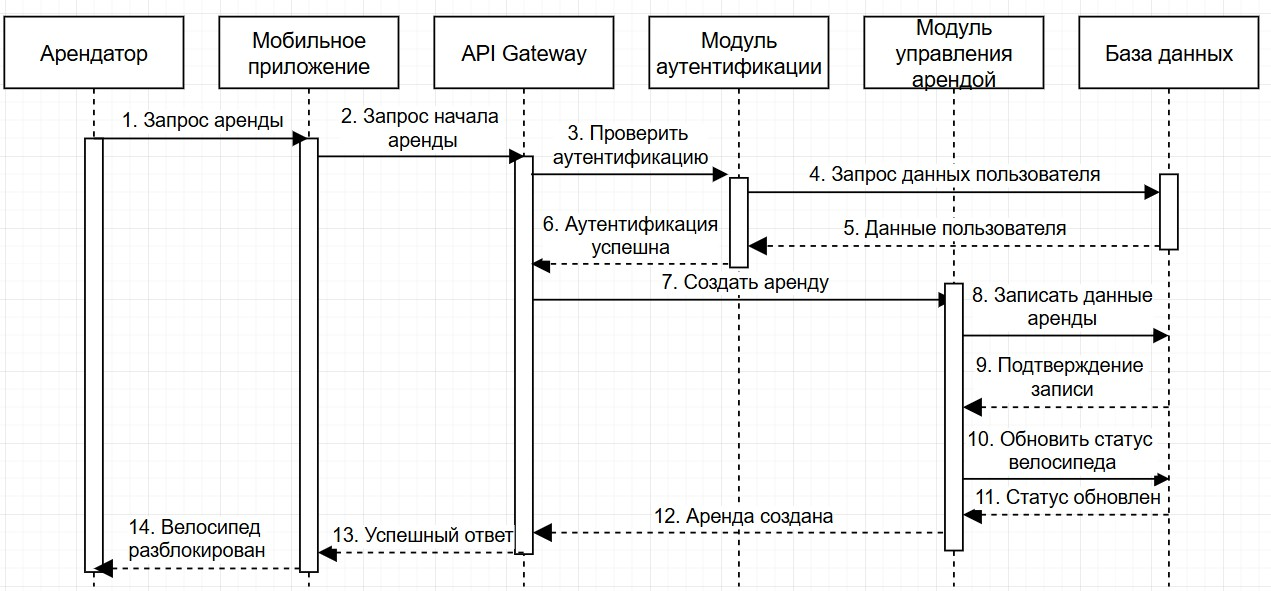 Арендатор
Мобильное
приложение
API Gateway
Модуль
аутентификации
Модуль
управления
арендой
База данных
1. Запрос аренды
2. Запрос начала
аренды
3. Проверить
аутентификацию
4. Запрос данных пользователя
5. Данные пользователя
6. Аутентификация
успешна
7. Создать аренду
8. Записать данные
аренды
9. Подтверждение
записи
10. Обновить статус
велосипеда
11. Статус обновлен
12. Аренда создана
13. Успешный ответ
14. Велосипед
разблокирован